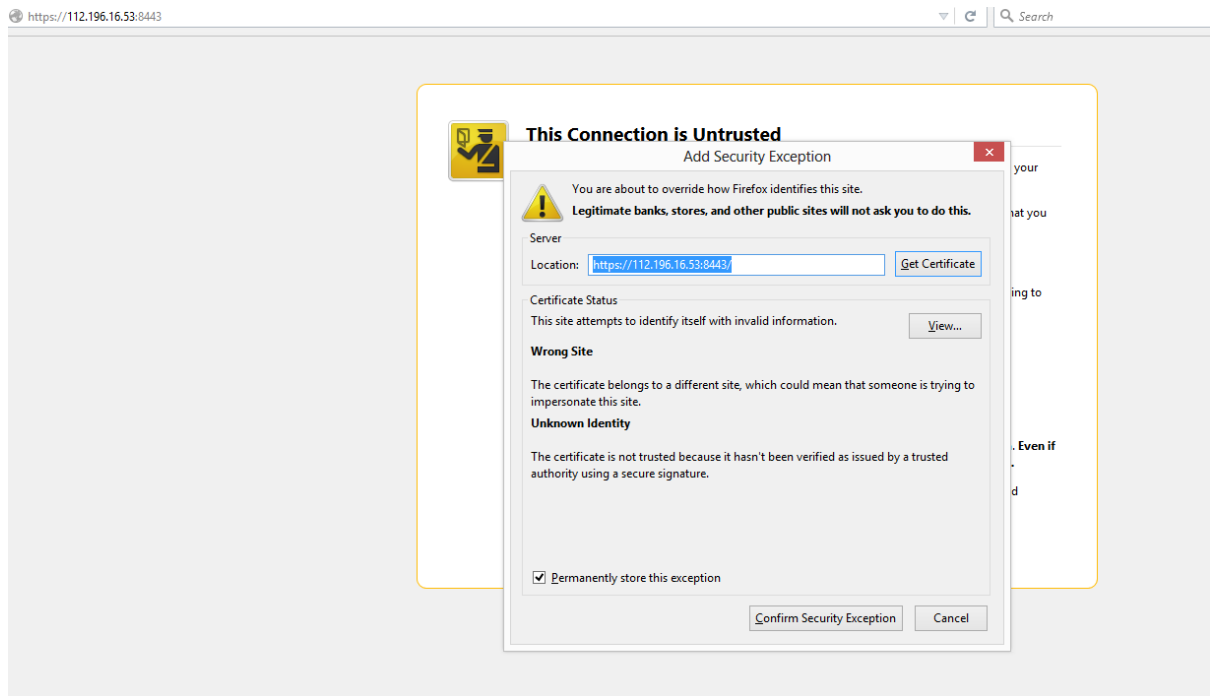 https://112.196.16.53:8443
Search
This Connection is Untrusted
Add Security Exception
your
You are about to override how Firefox identifies this site.
Legitimate banks, stores, and other public sites will not ask you to do this.
hat you
Server
Location: https://112.196.16.53:8443/ Get Certificate
ing to
Certificate Status
This site attempts to identify itself with invalid information.
View...
Wrong Site
The certificate belongs to a different site, which could mean that someone is trying to
impersonate this site.
Unknown Identity
. Even if
The certificate is not trusted because it hasn't been verified as issued by a trusted
authority using a secure signature.
.
d
Permanently store this exception
Confirm Security Exception Cancel